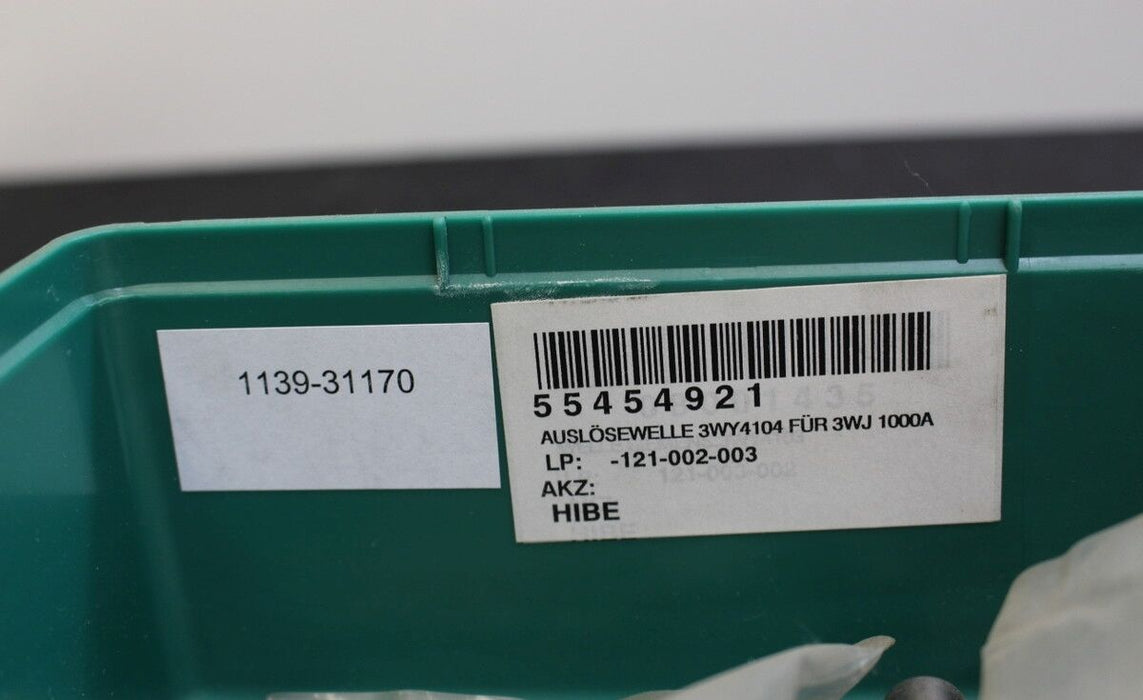 1139-31170
55454921
AUSLÖSEWELLE 3WY4104 FÜR 3WJ 1000A
LP: -121-002-003
AKZ:
HIBE